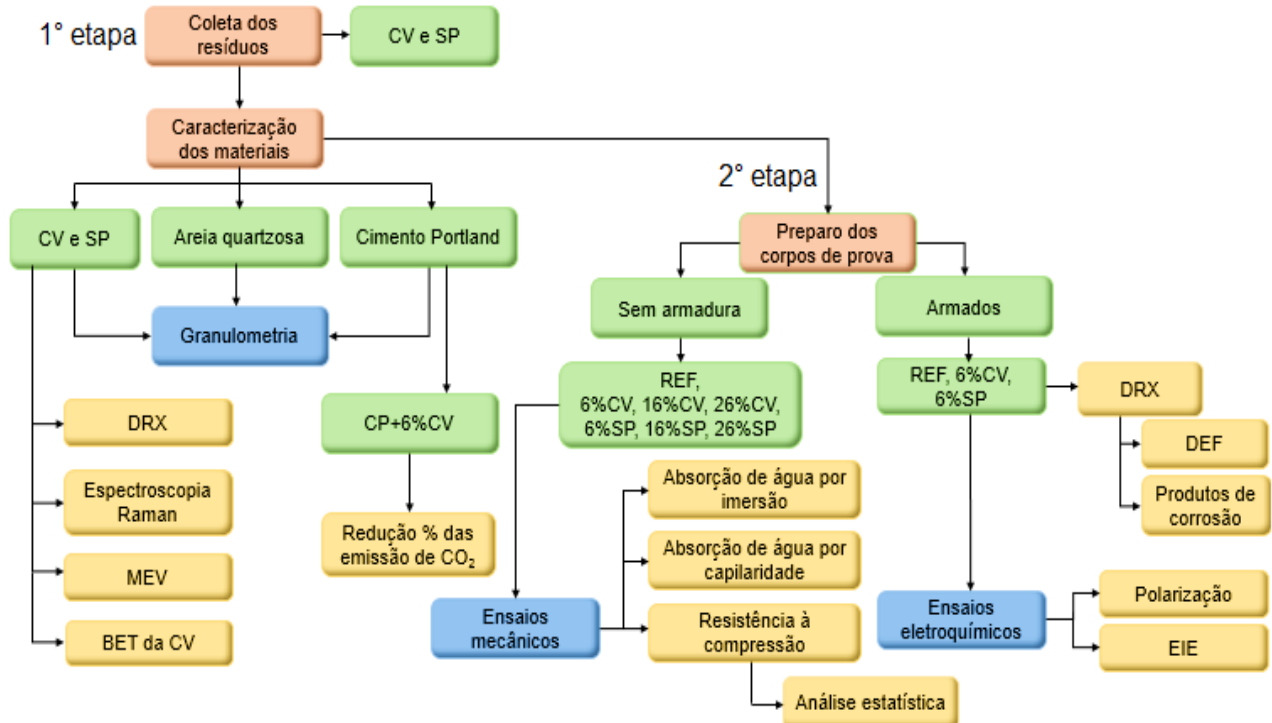 1° etapa
Coleta dos
resíduos
CV e SP
Caracterização
dos materiais
2° etapa
CV e SP
Areia quartzosa
Cimento Portland
Preparo dos
corpos de prova
Granulometria
Sem armadura
Armados
REF,
6%CV, 16%CV, 26%CV,
6%SP, 16%SP, 26%SP
REF, 6%CV,
6%SP
DRX
DRX
CP+6%CV
DEF
Espectroscopia
Raman
Redução % das
emissão de CO₂
Absorção de água por
imersão
Produtos de
corrosão
MEV
Absorção de água por
capilaridade
BET da CV
Ensaios
mecânicos
Resistência à
compressão
Ensaios
eletroquímicos
Polarização
EIE
Análise estatística